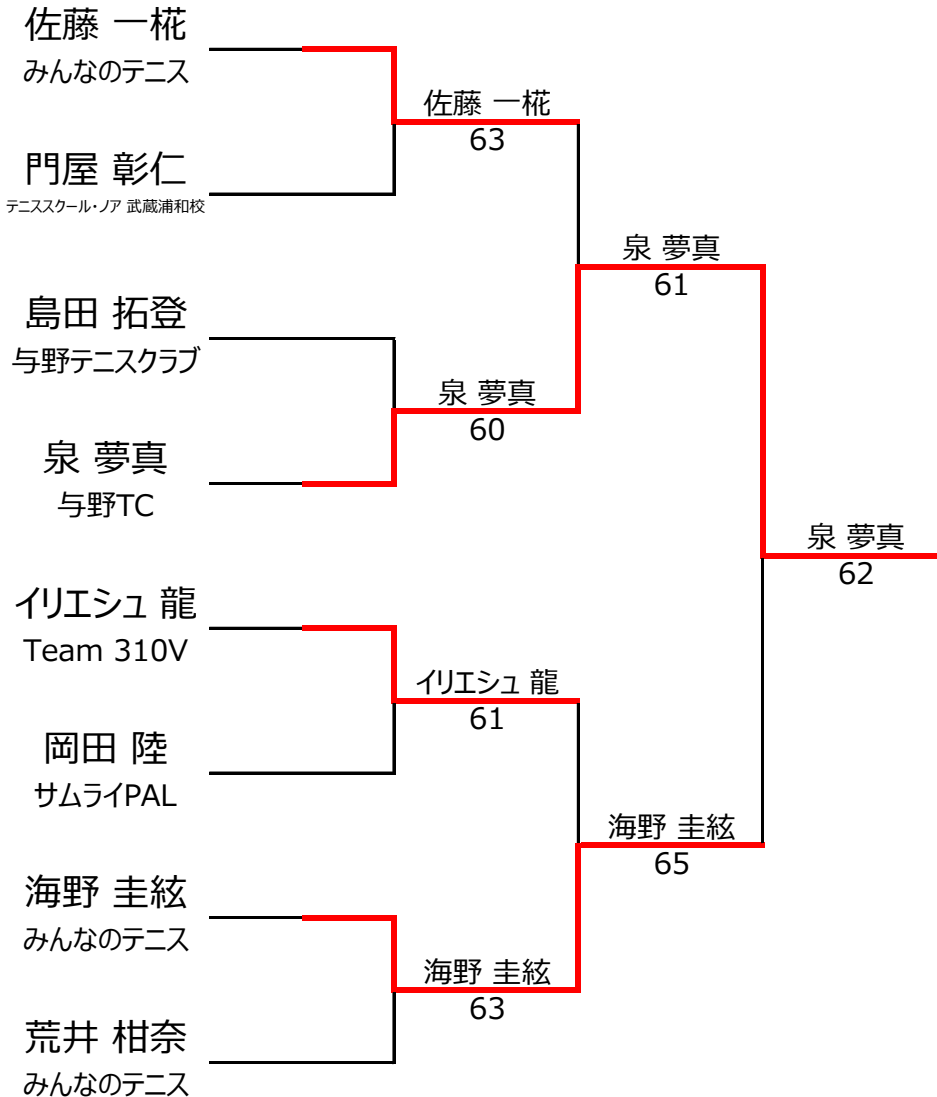 佐藤 一椛
みんなのテニス
佐藤 一椛
63
門屋 彰仁
テニススクール・ノア 武蔵浦和校
泉 夢真
61
島田 拓登
与野テニスクラブ
泉 夢真
60
泉 夢真
与野TC
泉 夢真
62
イリエシュ 龍
Team 310V
イリエシュ 龍
61
岡田 陸
サムライPAL
海野 圭絃
65
海野 圭絃
みんなのテニス
海野 圭絃
63
荒井 柑奈
みんなのテニス